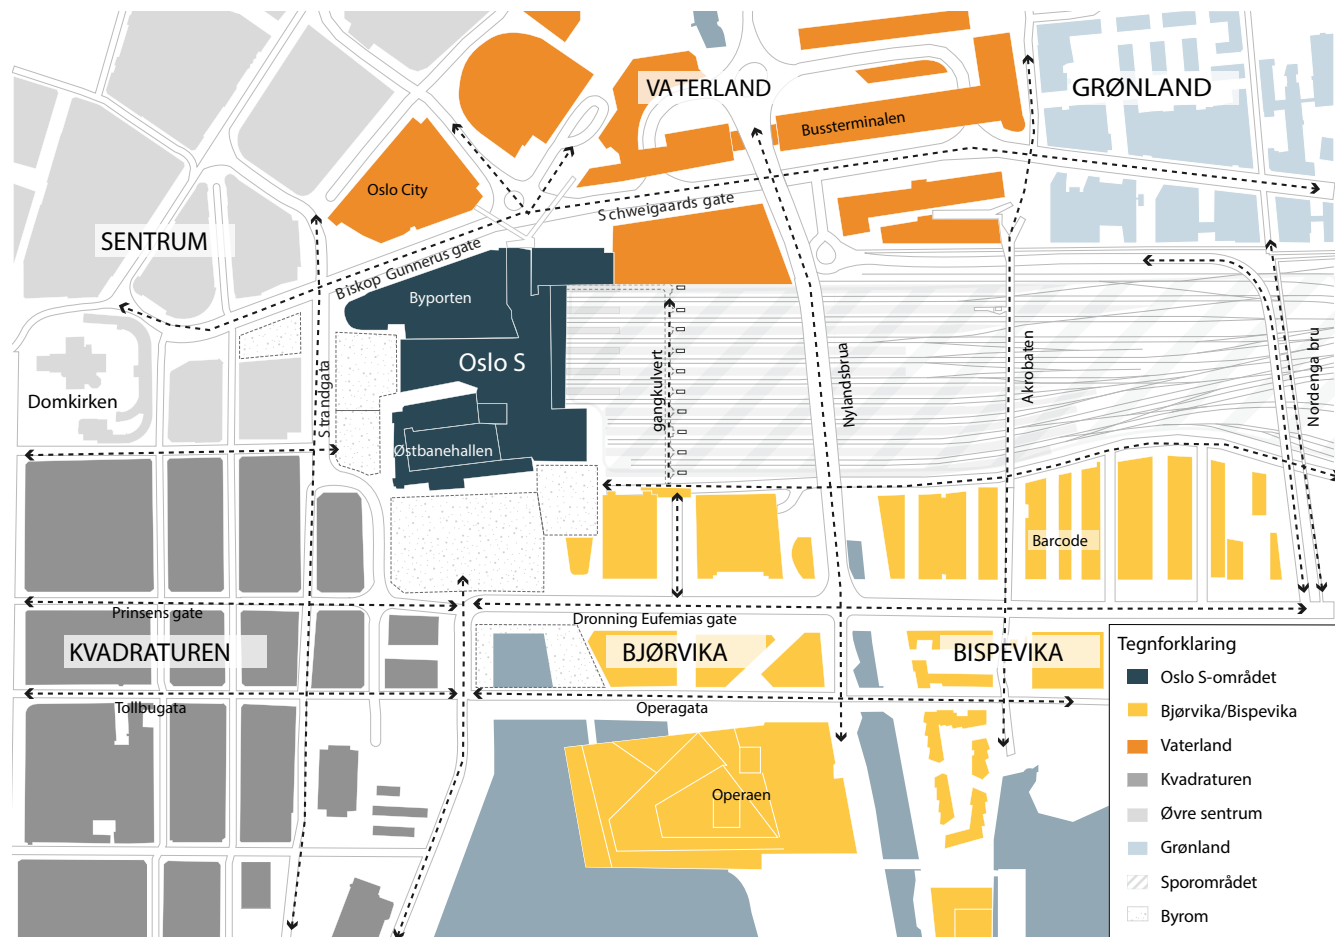 VATERLAND
GRØNLAND
Bussterminalen
Oslo City
Schweigaards gate
SENTRUM
Biskop Gunnerus gate
Byporten
Oslo S
Strandgata
gangkulvert
Nylandsbrua
Akrobaten
Nordenga bru
Domkirken
Østbanehallen
Barcode
Prinsens gate
Dronning Eufemias gate
KVADRATUREN
BJØRVIKA
BISPEVIKA
Tollbugata
Operagata
Operaen
Tegnforklaring
Oslo S-området
Bjørvika/Bispevika
Vaterland
Kvadraturen
Øvre sentrum
Grønland
Sporområdet
Byrom